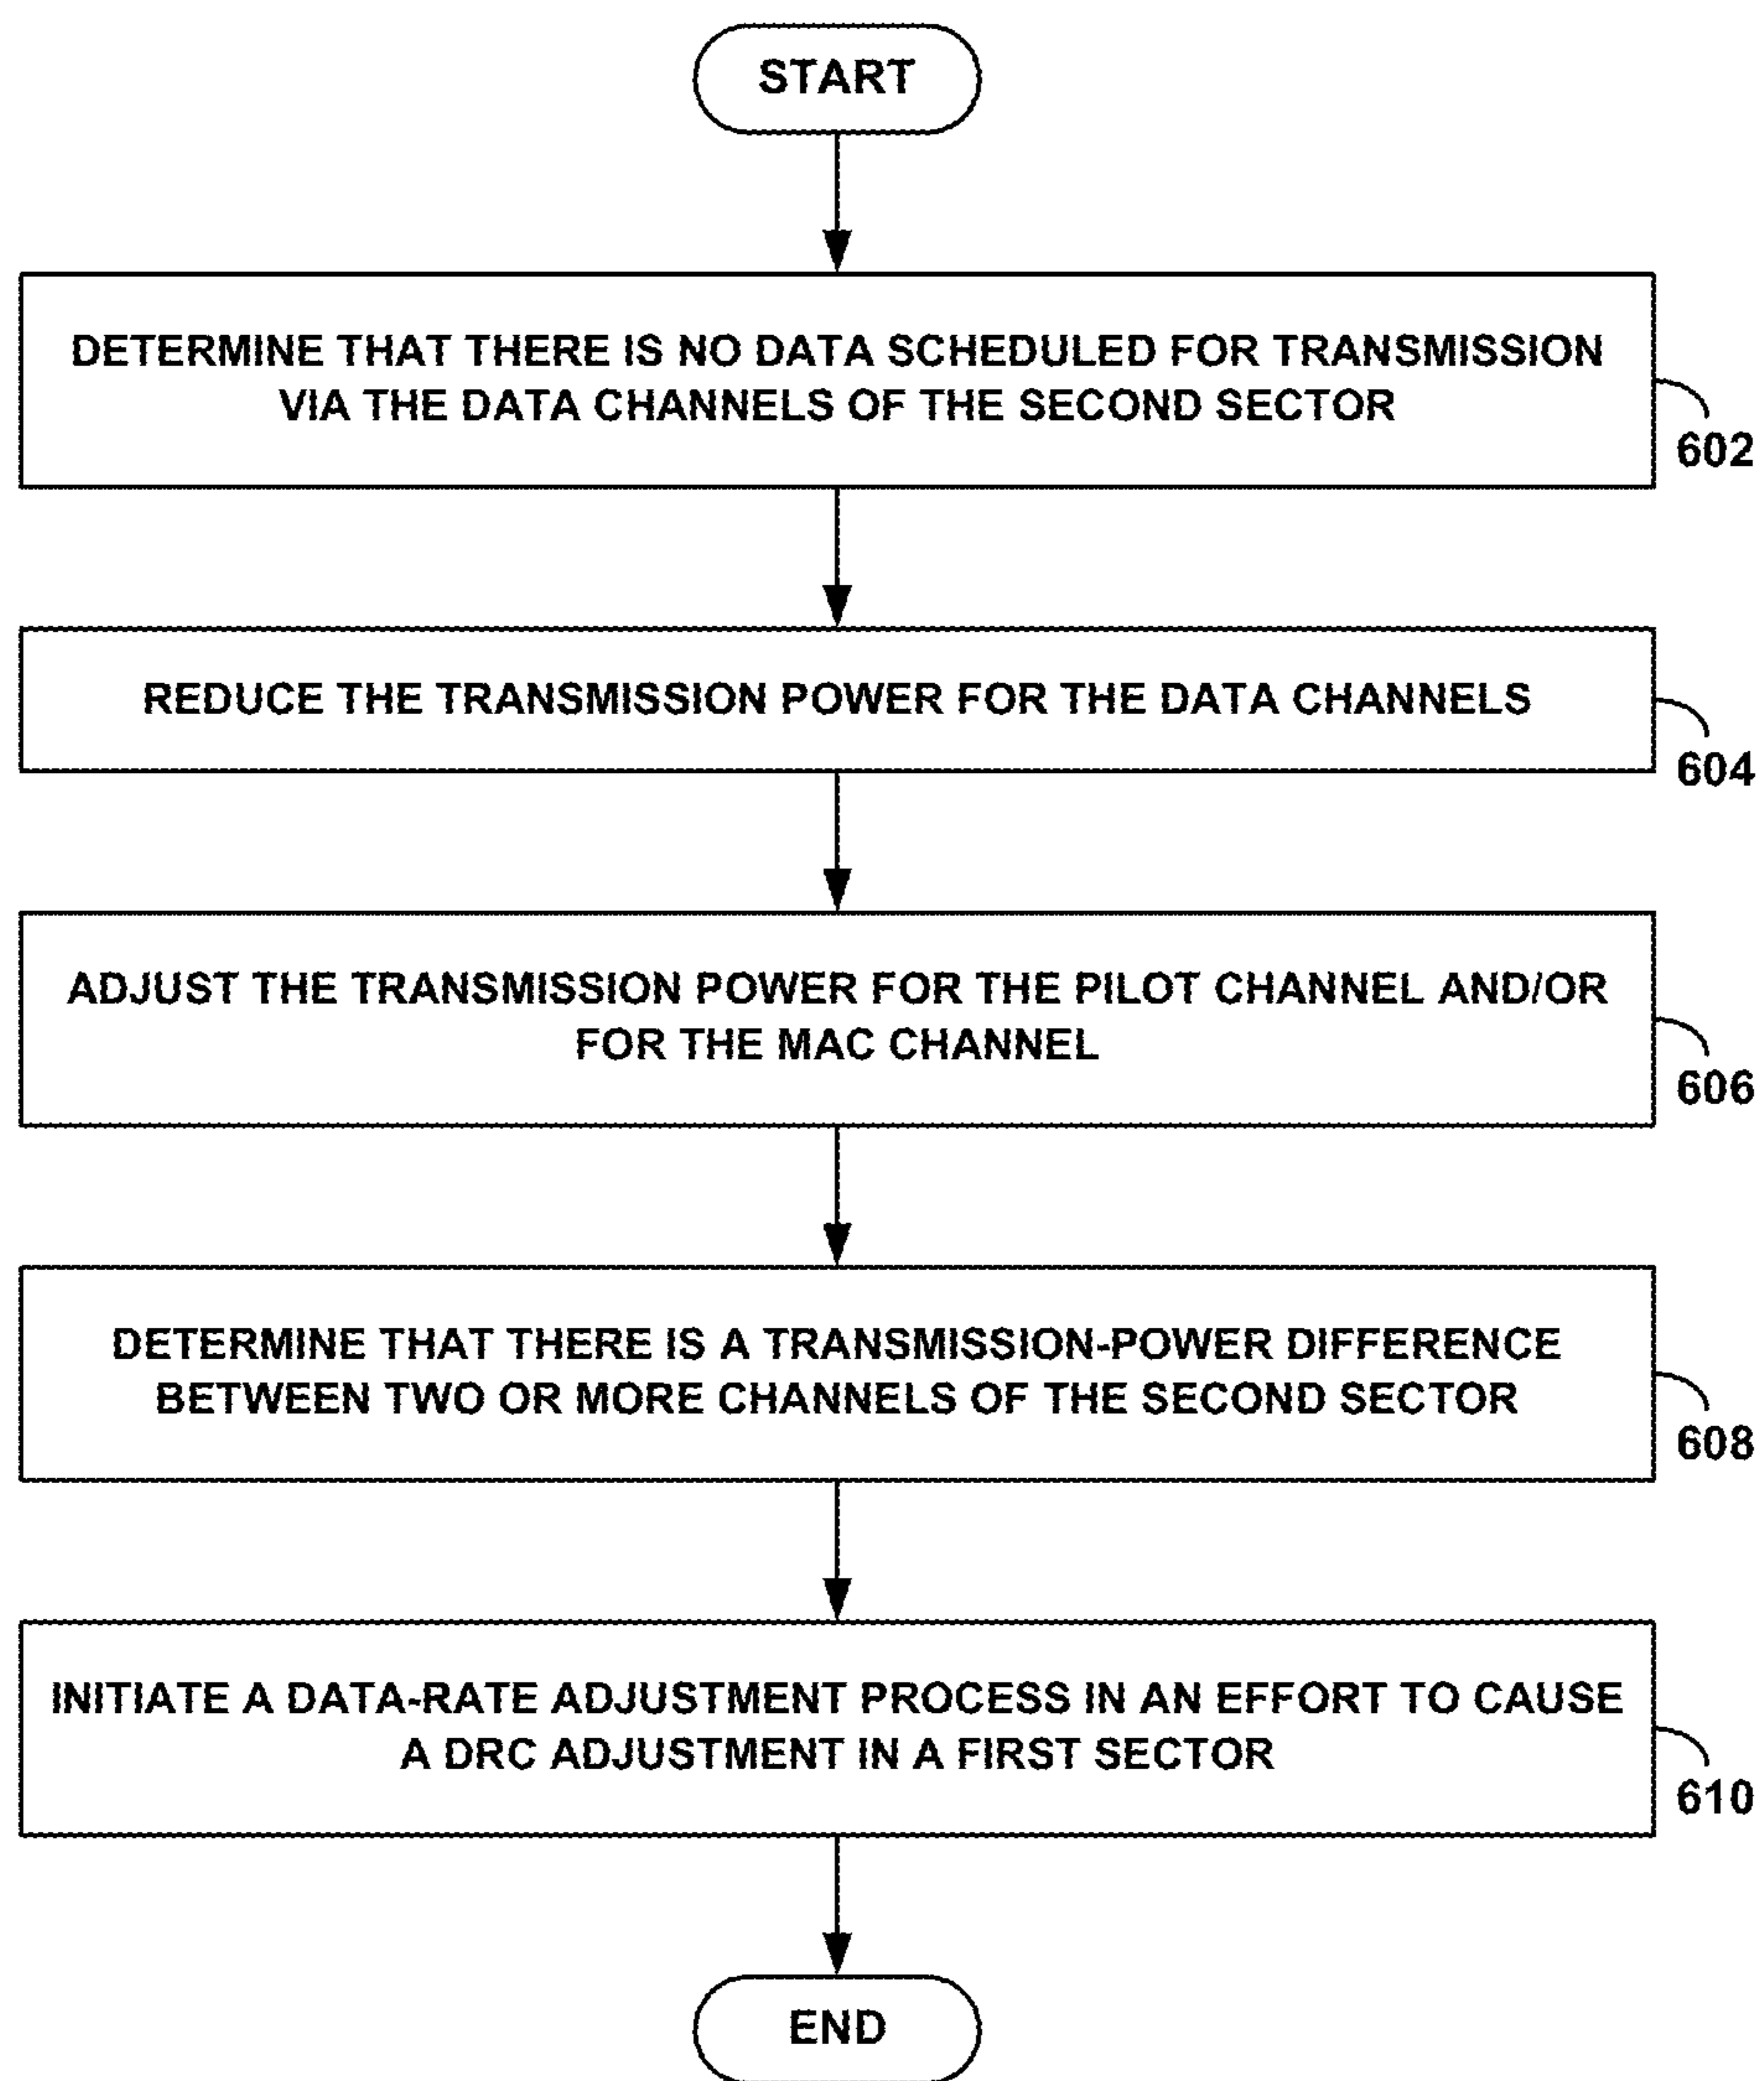 START
DETERMINE THAT THERE IS NO DATA SCHEDULED FOR TRANSMISSION
VIA THE DATA CHANNELS OF THE SECOND SECTOR
602
REDUCE THE TRANSMISSION POWER FOR THE DATA CHANNELS
604
ADJUST THE TRANSMISSION POWER FOR THE PILOT CHANNEL AND/OR
FOR THE MAC CHANNEL
606
DETERMINE THAT THERE IS A TRANSMISSION-POWER DIFFERENCE
BETWEEN TWO OR MORE CHANNELS OF THE SECOND SECTOR
608
INITIATE A DATA-RATE ADJUSTMENT PROCESS IN AN EFFORT TO CAUSE
A DRC ADJUSTMENT IN A FIRST SECTOR
610
END